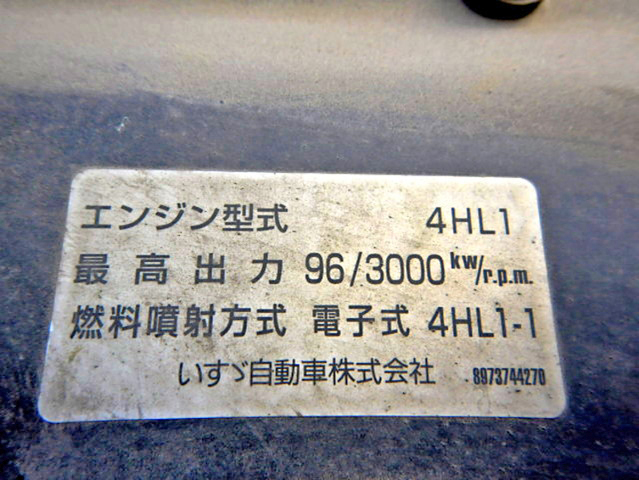 エンジン型式 4HL1
最高出力 96/3000 kw/r.p.m.
燃料噴射方式 電子式 4HL1-1
いすゞ自動車株式会社 8973744270